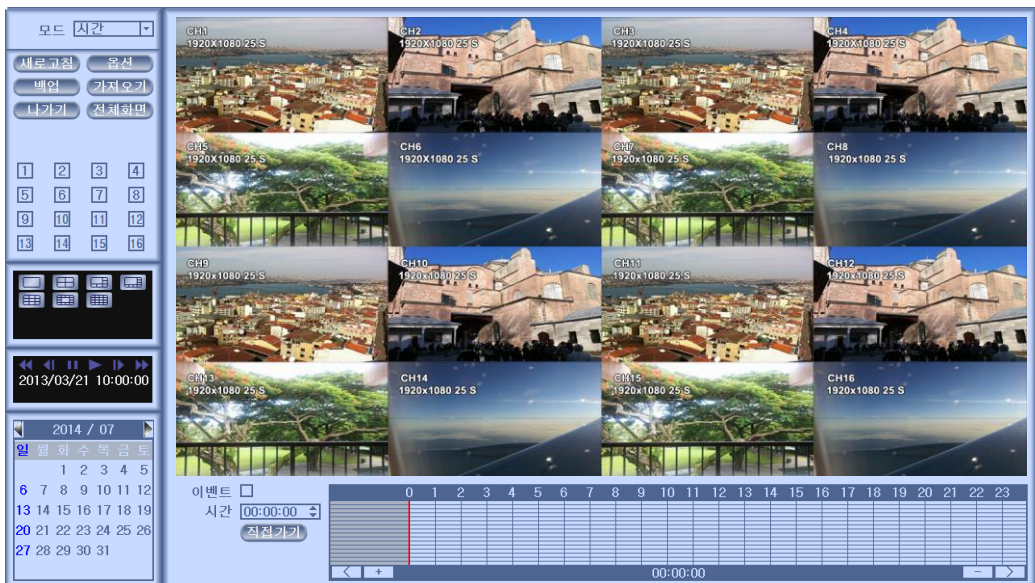 모드 시간
새로고침 옵션
백업 가져오기
나가기 전체화면
1 2 3 4
5 6 7 8
9 10 11 12
13 14 15 16
2013/03/21 10:00:00
2014 / 07
일 월 화 수 목 금 토
1 2 3 4 5
6 7 8 9 10 11 12
13 14 15 16 17 18 19
20 21 22 23 24 25 26
27 28 29 30 31
CH1
1920X1080 25 S
CH2
1920X1080 25 S
CH3
1920X1080 25 S
CH4
1920X1080 25 S
CH5
1920X1080 25 S
CH6
1920X1080 25 S
CH7
1920x1080 25 S
CH8
1920x1080 25 S
CH9
1920x1080 25 S
CH10
1920x1080 25 S
CH11
1920x1080 25 S
CH12
1920x1080 25 S
CH13
1920x1080 25 S
CH14
1920x1080 25 S
CH15
1920x1080 25 S
CH16
1920x1080 25 S
이벤트
시간 00:00:00
직접가기
0 1 2 3 4 5 6 7 8 9 10 11 12 13 14 15 16 17 18 19 20 21 22 23
< + 00:00:00 - >